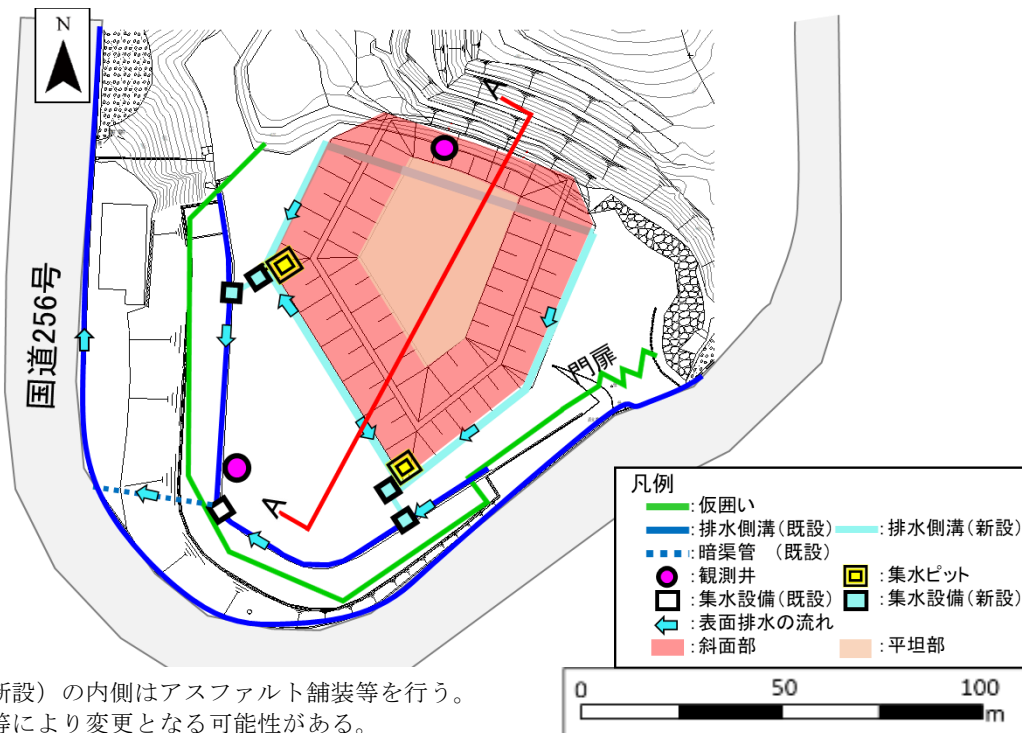 N
A
国道256号
門扉
A
凡例
:仮囲い
:排水側溝(既設) :排水側溝(新設)
:暗渠管 (既設)
:観測井 :集水ピット
:集水設備(既設) :集水設備(新設)
:表面排水の流れ
:斜面部 :平坦部
新設)の内側はアスファルト舗装等を行う。
等により変更となる可能性がある。
0 50 100
m